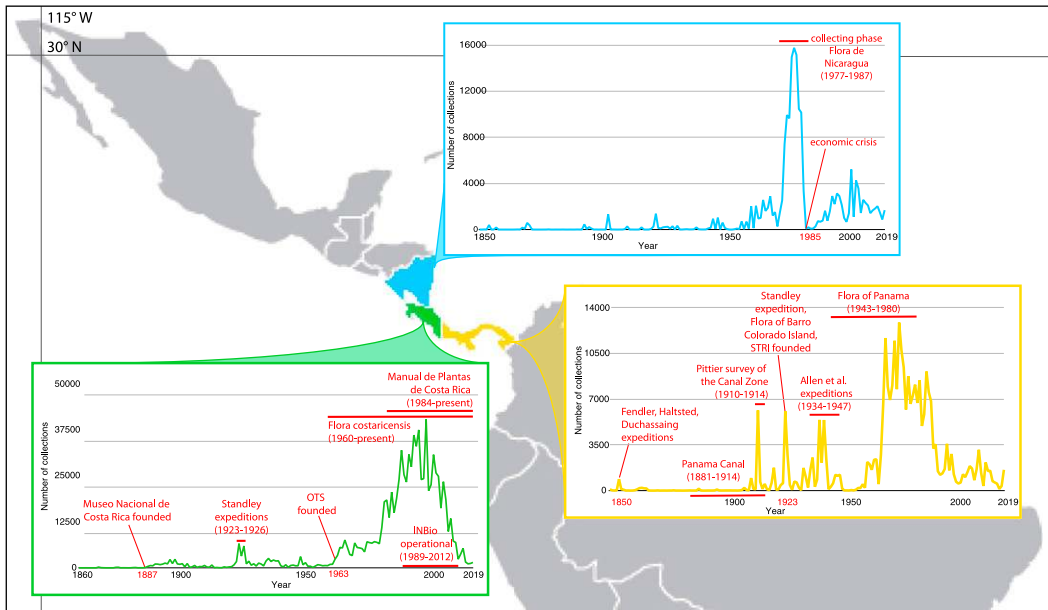 115° W
30° N
16000
12000
8000
4000
0
Number of collections
1850
1900
1950
1985
2000
2019
Year
collecting phase
Flora de
Nicaragua
(1977-1987)
economic crisis
14000
10500
7000
3500
0
Number of collections
1850
1900
1923
1950
2000
2019
Year
Fendler, Haltsted,
Duchassaing
expeditions
Panama Canal
(1881-1914)
Pittier survey of
the Canal Zone
(1910-1914)
Standley
expedition,
Flora of Barro
Colorado Island,
STRI founded
Allen et al.
expeditions
(1934-1947)
Flora of Panama
(1943-1980)
50000
37500
25000
12500
0
Number of collections
1860
1887
1900
1950
1963
2000
2019
Year
Museo Nacional de
Costa Rica founded
Standley
expeditions
(1923-1926)
OTS
founded
Manual de Plantas
de Costa Rica
(1984-present)
Flora costaricensis
(1960-present)
INBio
operational
(1989-2012)